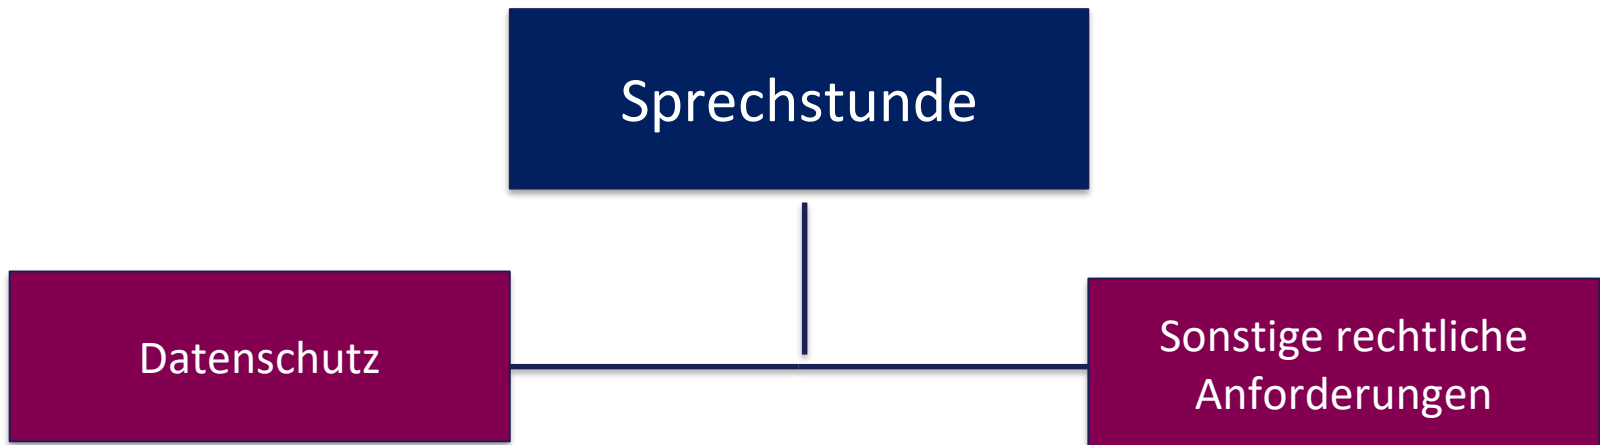 Sprechstunde
Datenschutz
Sonstige rechtliche
Anforderungen